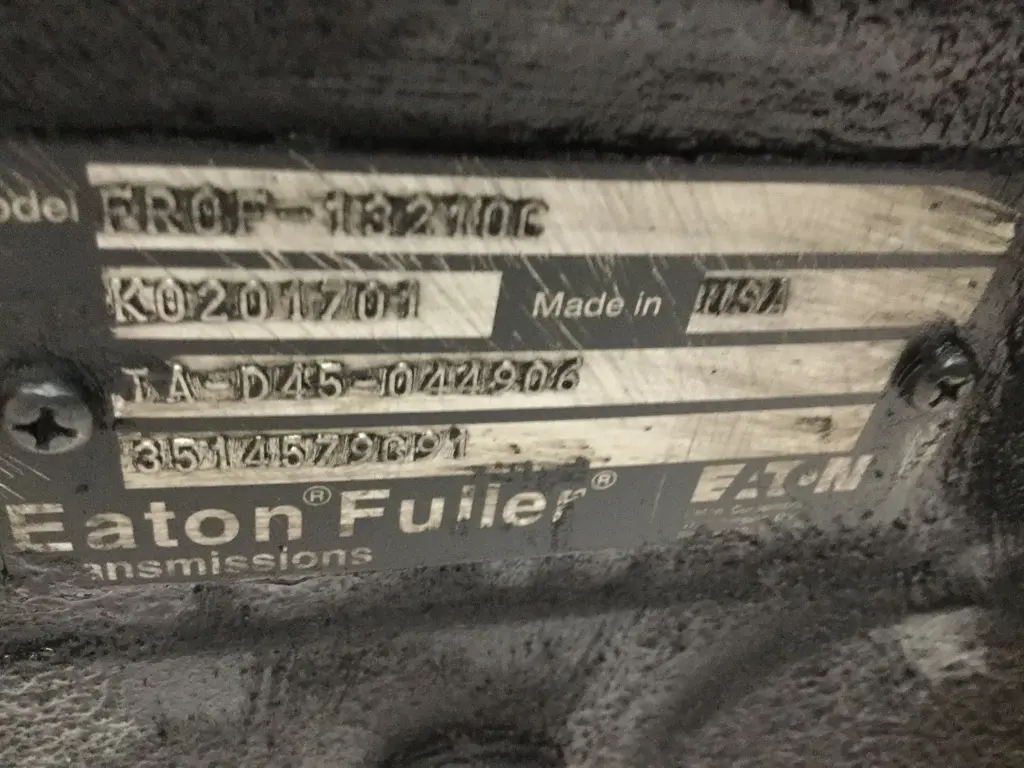 odel FROF-13210C
K0201701 Made in USA
TA-D45-044906
3514579C91
Eaton® Fuller® EATON
ansmissions